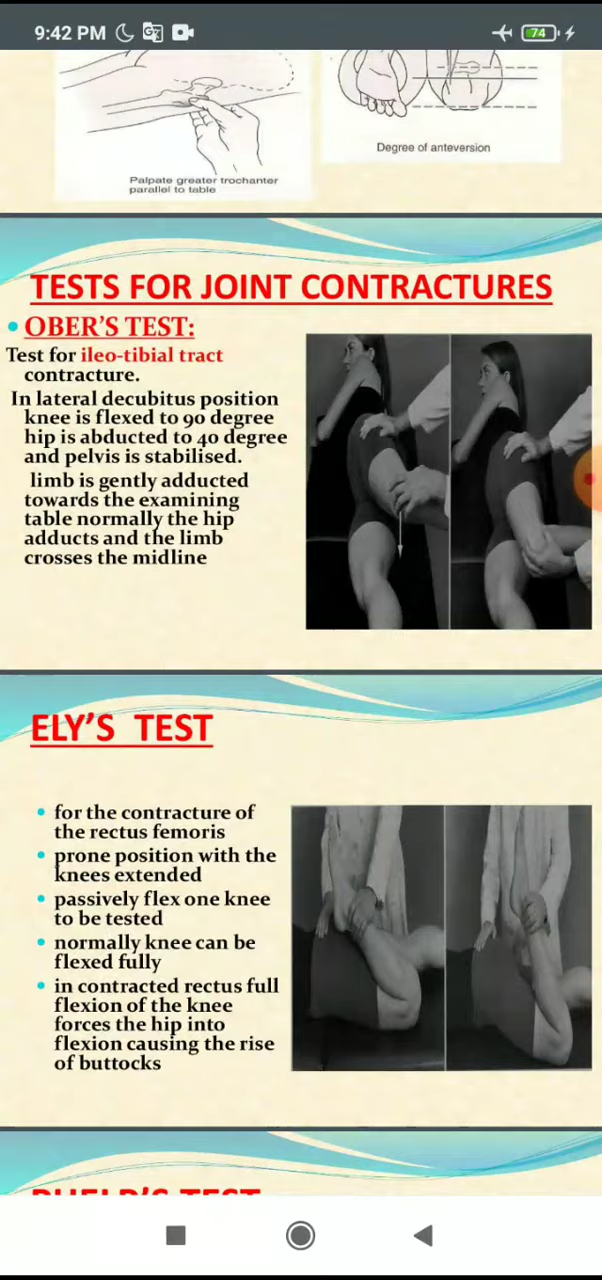 9:42 PM
74
Palpate greater trochanter
parallel to table
Degree of anteversion
TESTS FOR JOINT CONTRACTURES
• OBER'S TEST:
Test for ileo-tibial tract
contracture.
In lateral decubitus position
knee is flexed to 90 degree
hip is abducted to 40 degree
and pelvis is stabilised.
limb is gently adducted
towards the examining
table normally the hip
adducts and the limb
crosses the midline
ELY'S TEST
• for the contracture of
the rectus femoris
• prone position with the
knees extended
• passively flex one knee
to be tested
• normally knee can be
flexed fully
• in contracted rectus full
flexion of the knee
forces the hip into
flexion causing the rise
of buttocks
PHELP'S TEST